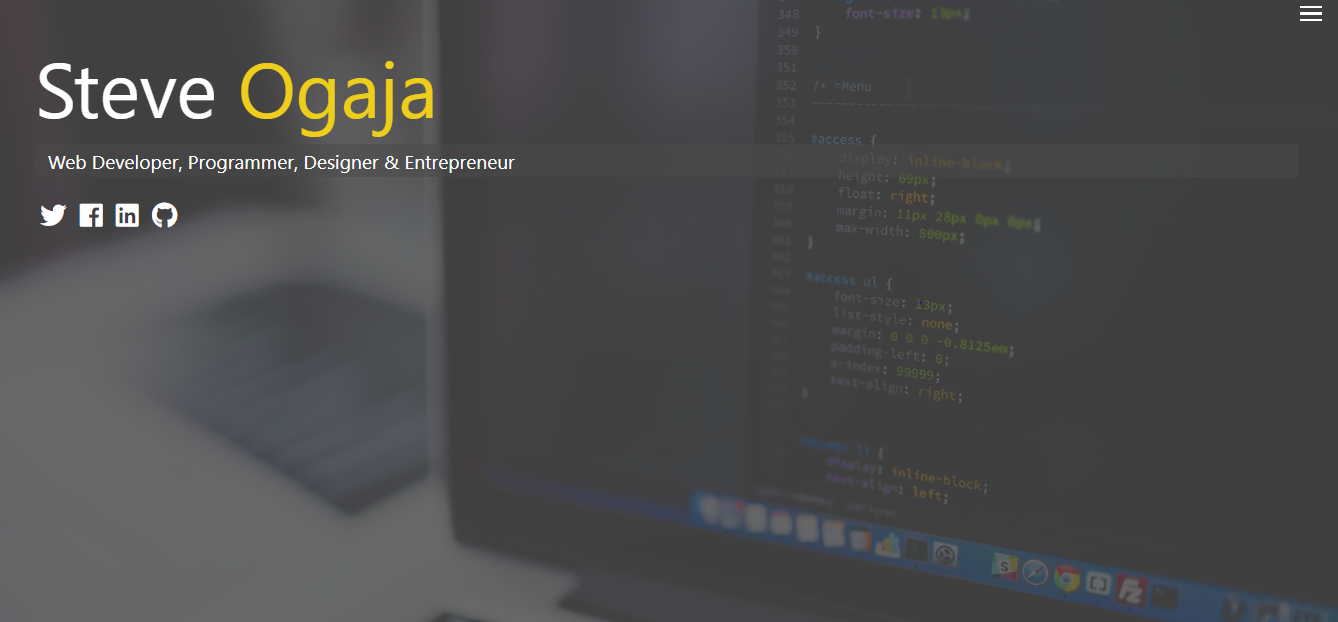 348 font-size: 13px;
349 }
350
351
352 /* =Menu
353 --------------
354
355 #access {
Steve Ogaja
Web Developer, Programmer, Designer & Entrepreneur
display: inline-block;
height: 69px;
float: right;
margin: 11px 28px 0px 0px;
max-width: 800px;
}
#access ul {
font-size: 13px;
list-style: none;
margin: 0 0 0 -0.8125em;
padding-left: 0;
z-index: 99999;
text-align: right;
}
#access li {
display: inline-block;
text-align: left;